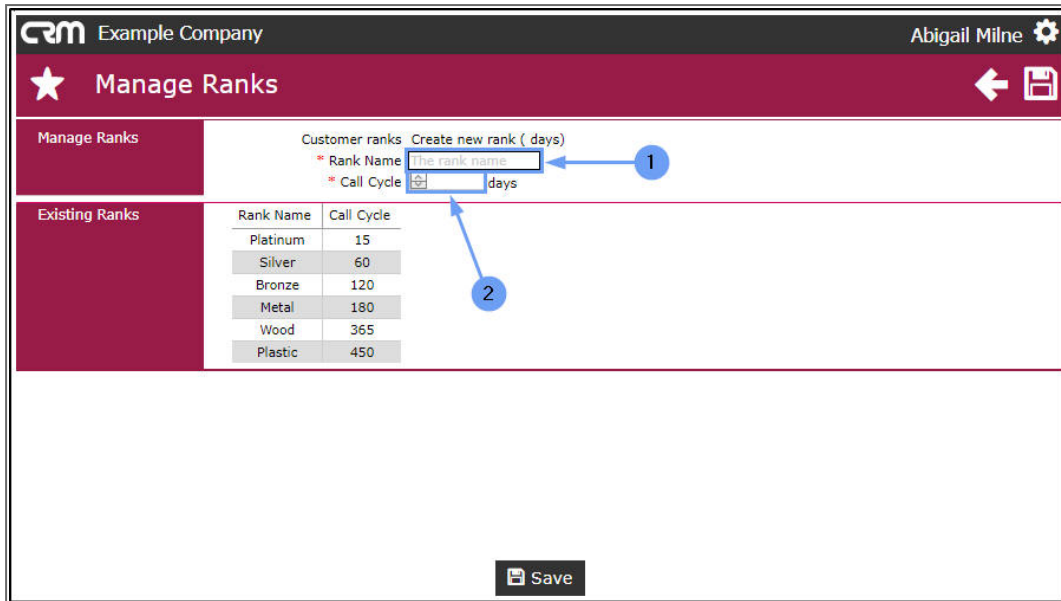 CRM Example Company Abigail Milne
Manage Ranks
Manage Ranks
Customer ranks Create new rank ( days)
* Rank Name The rank name 1
* Call Cycle days
2
Existing Ranks
Rank Name Call Cycle
Platinum 15
Silver 60
Bronze 120
Metal 180
Wood 365
Plastic 450
Save